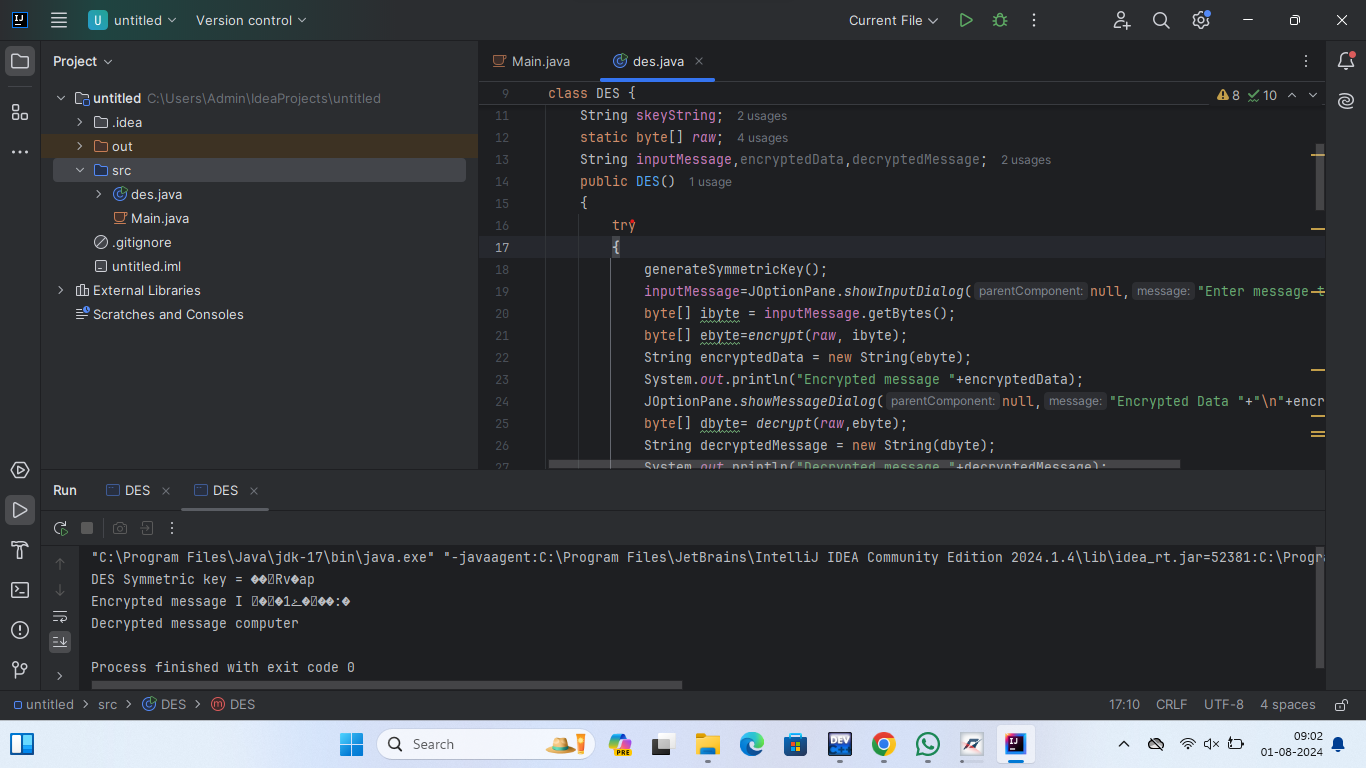 U untitled Version control Current File
Project
untitled C:\Users\Admin\IdeaProjects\untitled
.idea
out
src
des.java
Main.java
.gitignore
untitled.iml
External Libraries
Scratches and Consoles
Main.java des.java
9 class DES { 8 10
11 String skeyString; 2 usages
12 static byte[] raw; 4 usages
13 String inputMessage,encryptedData,decryptedMessage; 2 usages
14 public DES() 1 usage
15 {
16 try
17 {
18 generateSymmetricKey();
19 inputMessage=JOptionPane.showInputDialog( parentComponent: null, message: "Enter message t
20 byte[] ibyte = inputMessage.getBytes();
21 byte[] ebyte=encrypt(raw, ibyte);
22 String encryptedData = new String(ebyte);
23 System.out.println("Encrypted message "+encryptedData);
24 JOptionPane.showMessageDialog( parentComponent: null, message: "Encrypted Data "+"\n"+encr
25 byte[] dbyte= decrypt(raw,ebyte);
26 String decryptedMessage = new String(dbyte);
27 System.out.println("Decrypted message "+decryptedMessage);
Run DES DES
"C:\Program Files\Java\jdk-17\bin\java.exe" "-javaagent:C:\Program Files\JetBrains\IntelliJ IDEA Community Edition 2024.1.4\lib\idea_rt.jar=52381:C:\Progr
DES Symmetric key = ��Rv�ap
Encrypted message
Decrypted message computer
Process finished with exit code 0
untitled > src > DES > DES 17:10 CRLF UTF-8 4 spaces
Search PRE DEV 09:02
01-08-2024